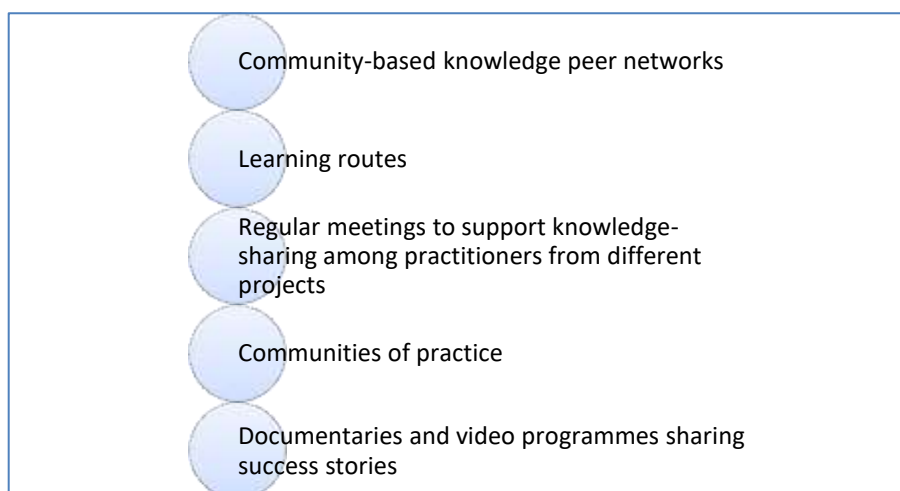 Community-based knowledge peer networks
Learning routes
Regular meetings to support knowledge-
sharing among practitioners from different
projects
Communities of practice
Documentaries and video programmes sharing
success stories